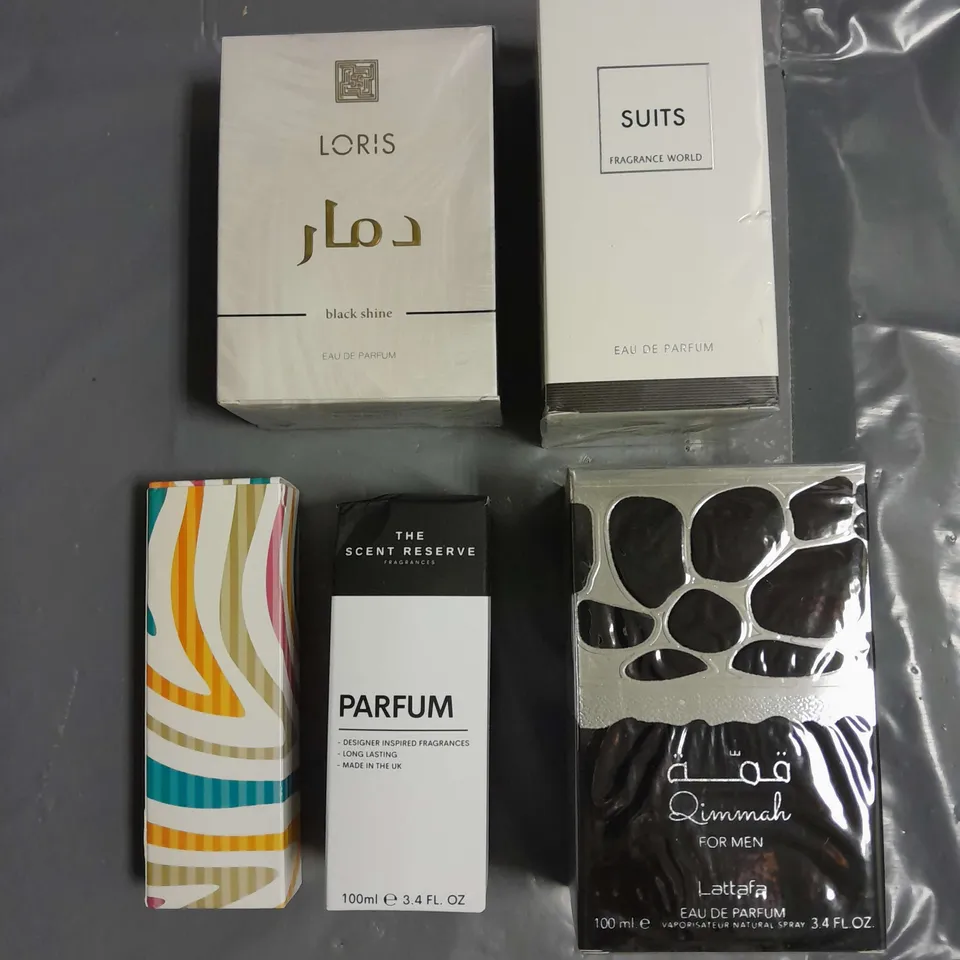 LORIS
دمار
black shine
EAU DE PARFUM
SUITS
FRAGRANCE WORLD
EAU DE PARFUM
THE
SCENT RESERVE
FRAGRANCES
PARFUM
- DESIGNER INSPIRED FRAGRANCES
- LONG LASTING
- MADE IN THE UK
100ml ℮ 3.4 FL. OZ
قمّة
Qimmah
FOR MEN
Lattafa
EAU DE PARFUM
100 ml ℮ VAPORISATEUR NATURAL SPRAY 3.4 FL.OZ.